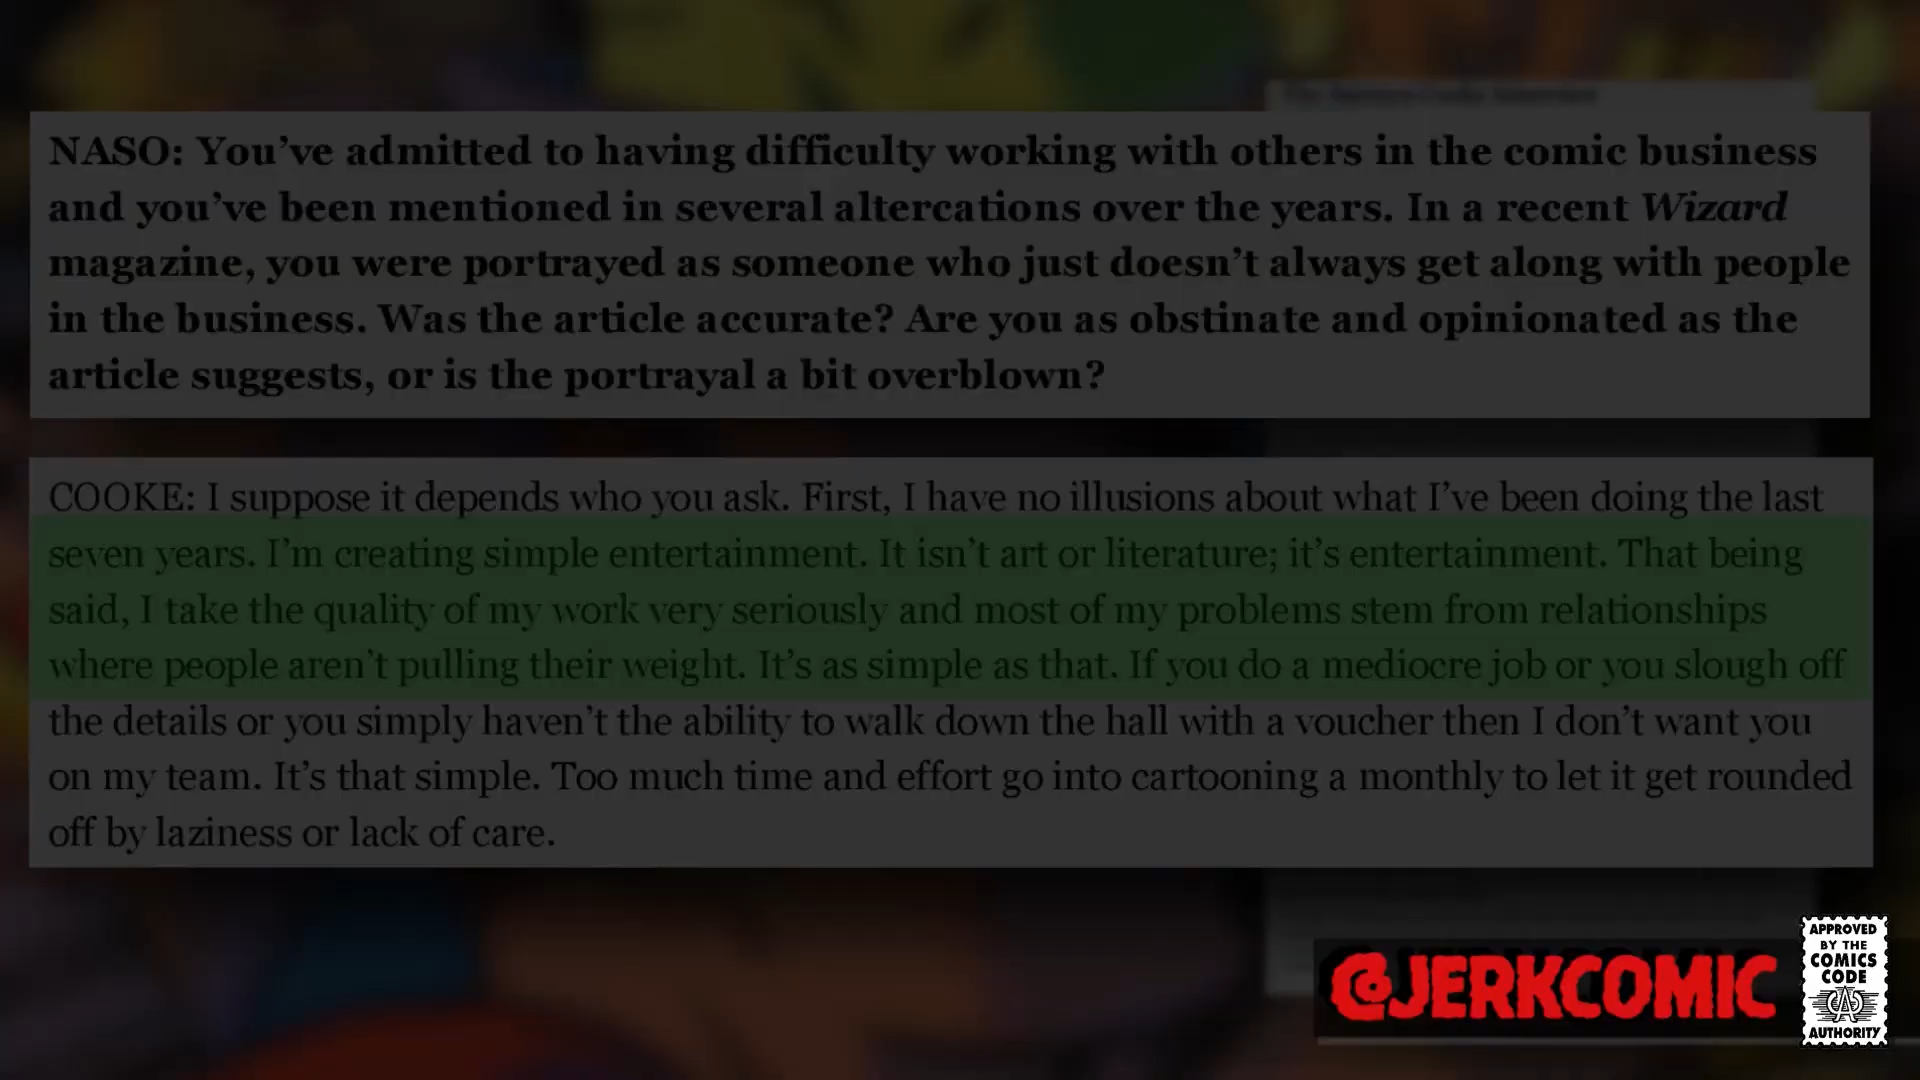 NASO: You’ve admitted to having difficulty working with others in the comic business
and you’ve been mentioned in several altercations over the years. In a recent Wizard
magazine, you were portrayed as someone who just doesn’t always get along with people
in the business. Was the article accurate? Are you as obstinate and opinionated as the
article suggests, or is the portrayal a bit overblown?
COOKE: I suppose it depends who you ask. First, I have no illusions about what I’ve been doing the last
seven years. I’m creating simple entertainment. It isn’t art or literature; it’s entertainment. That being
said, I take the quality of my work very seriously and most of my problems stem from relationships
where people aren’t pulling their weight. It’s as simple as that. If you do a mediocre job or you slough off
the details or you simply haven’t the ability to walk down the hall with a voucher then I don’t want you
on my team. It’s that simple. Too much time and effort go into cartooning a monthly to let it get rounded
off by laziness or lack of care.
@JERKCOMIC
APPROVED
BY THE
COMICS
CODE
AUTHORITY